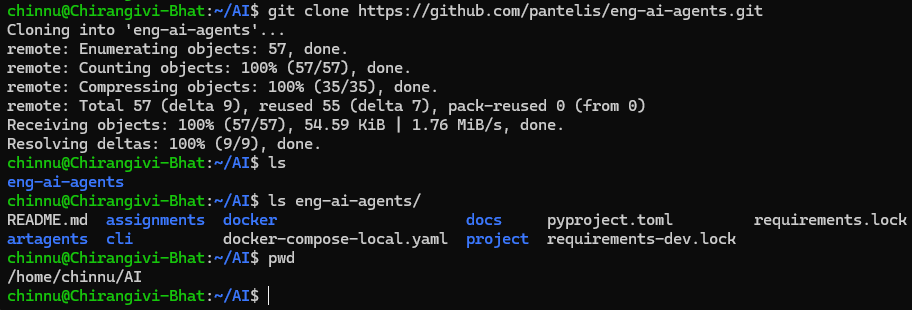 chinnu@Chirangivi-Bhat:~/AI$ git clone https://github.com/pantelis/eng-ai-agents.git
Cloning into 'eng-ai-agents'...
remote: Enumerating objects: 57, done.
remote: Counting objects: 100% (57/57), done.
remote: Compressing objects: 100% (35/35), done.
remote: Total 57 (delta 9), reused 55 (delta 7), pack-reused 0 (from 0)
Receiving objects: 100% (57/57), 54.59 KiB | 1.76 MiB/s, done.
Resolving deltas: 100% (9/9), done.
chinnu@Chirangivi-Bhat:~/AI$ ls
eng-ai-agents
chinnu@Chirangivi-Bhat:~/AI$ ls eng-ai-agents/
README.md  assignments  docker                     docs     pyproject.toml        requirements.lock
artagents  cli          docker-compose-local.yaml  project  requirements-dev.lock
chinnu@Chirangivi-Bhat:~/AI$ pwd
/home/chinnu/AI
chinnu@Chirangivi-Bhat:~/AI$